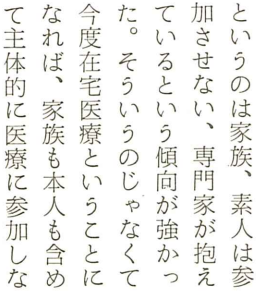 というのは家族、素人は参
加させない、専門家が抱え
ているという傾向が強かっ
た。そういうのじゃなくて
今度在宅医療ということに
なれば、家族も本人も含め
て主体的に医療に参加しな